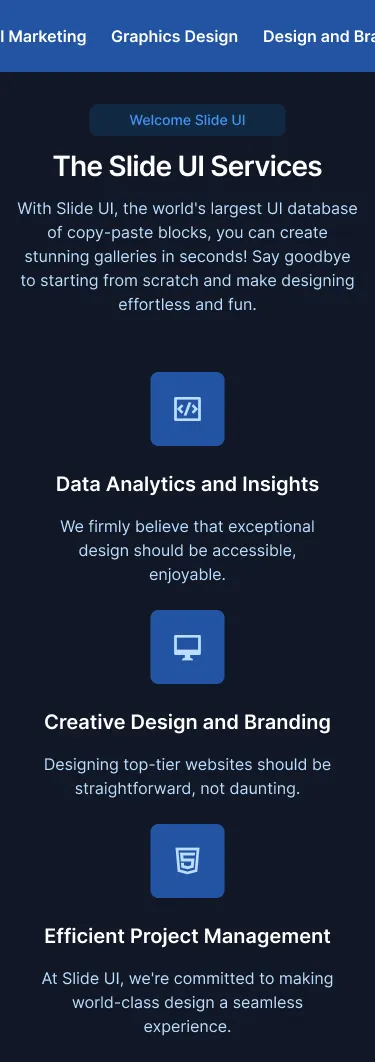 l Marketing Graphics Design Design and Bra
Welcome Slide UI
The Slide UI Services
With Slide UI, the world's largest UI database
of copy-paste blocks, you can create
stunning galleries in seconds! Say goodbye
to starting from scratch and make designing
effortless and fun.
Data Analytics and Insights
We firmly believe that exceptional
design should be accessible,
enjoyable.
Creative Design and Branding
Designing top-tier websites should be
straightforward, not daunting.
Efficient Project Management
At Slide UI, we're committed to making
world-class design a seamless
experience.